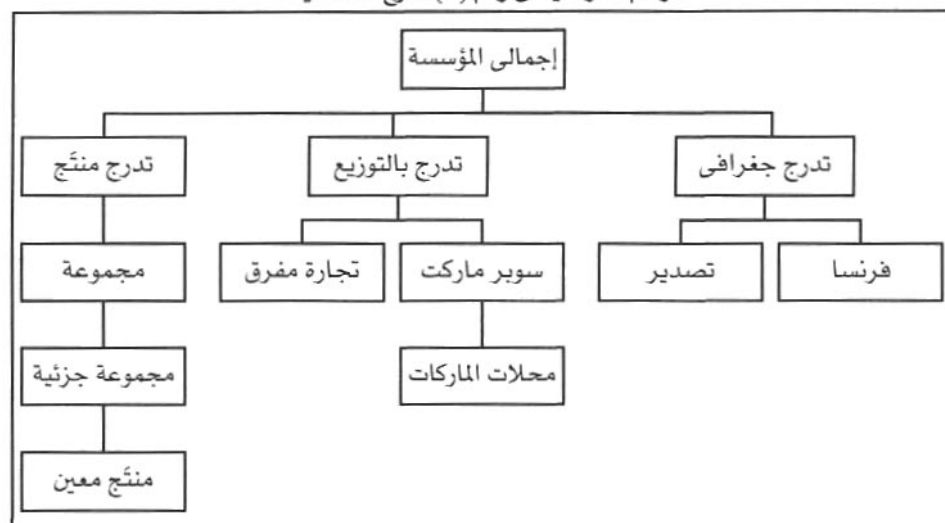 إجمالى المؤسسة
تدرج جغرافى
تدرج بالتوزيع
تدرج منتَج
فرنسا
تصدير
سوبر ماركت
تجارة مفرق
مجموعة
محلات الماركات
مجموعة جزئية
منتَج معين